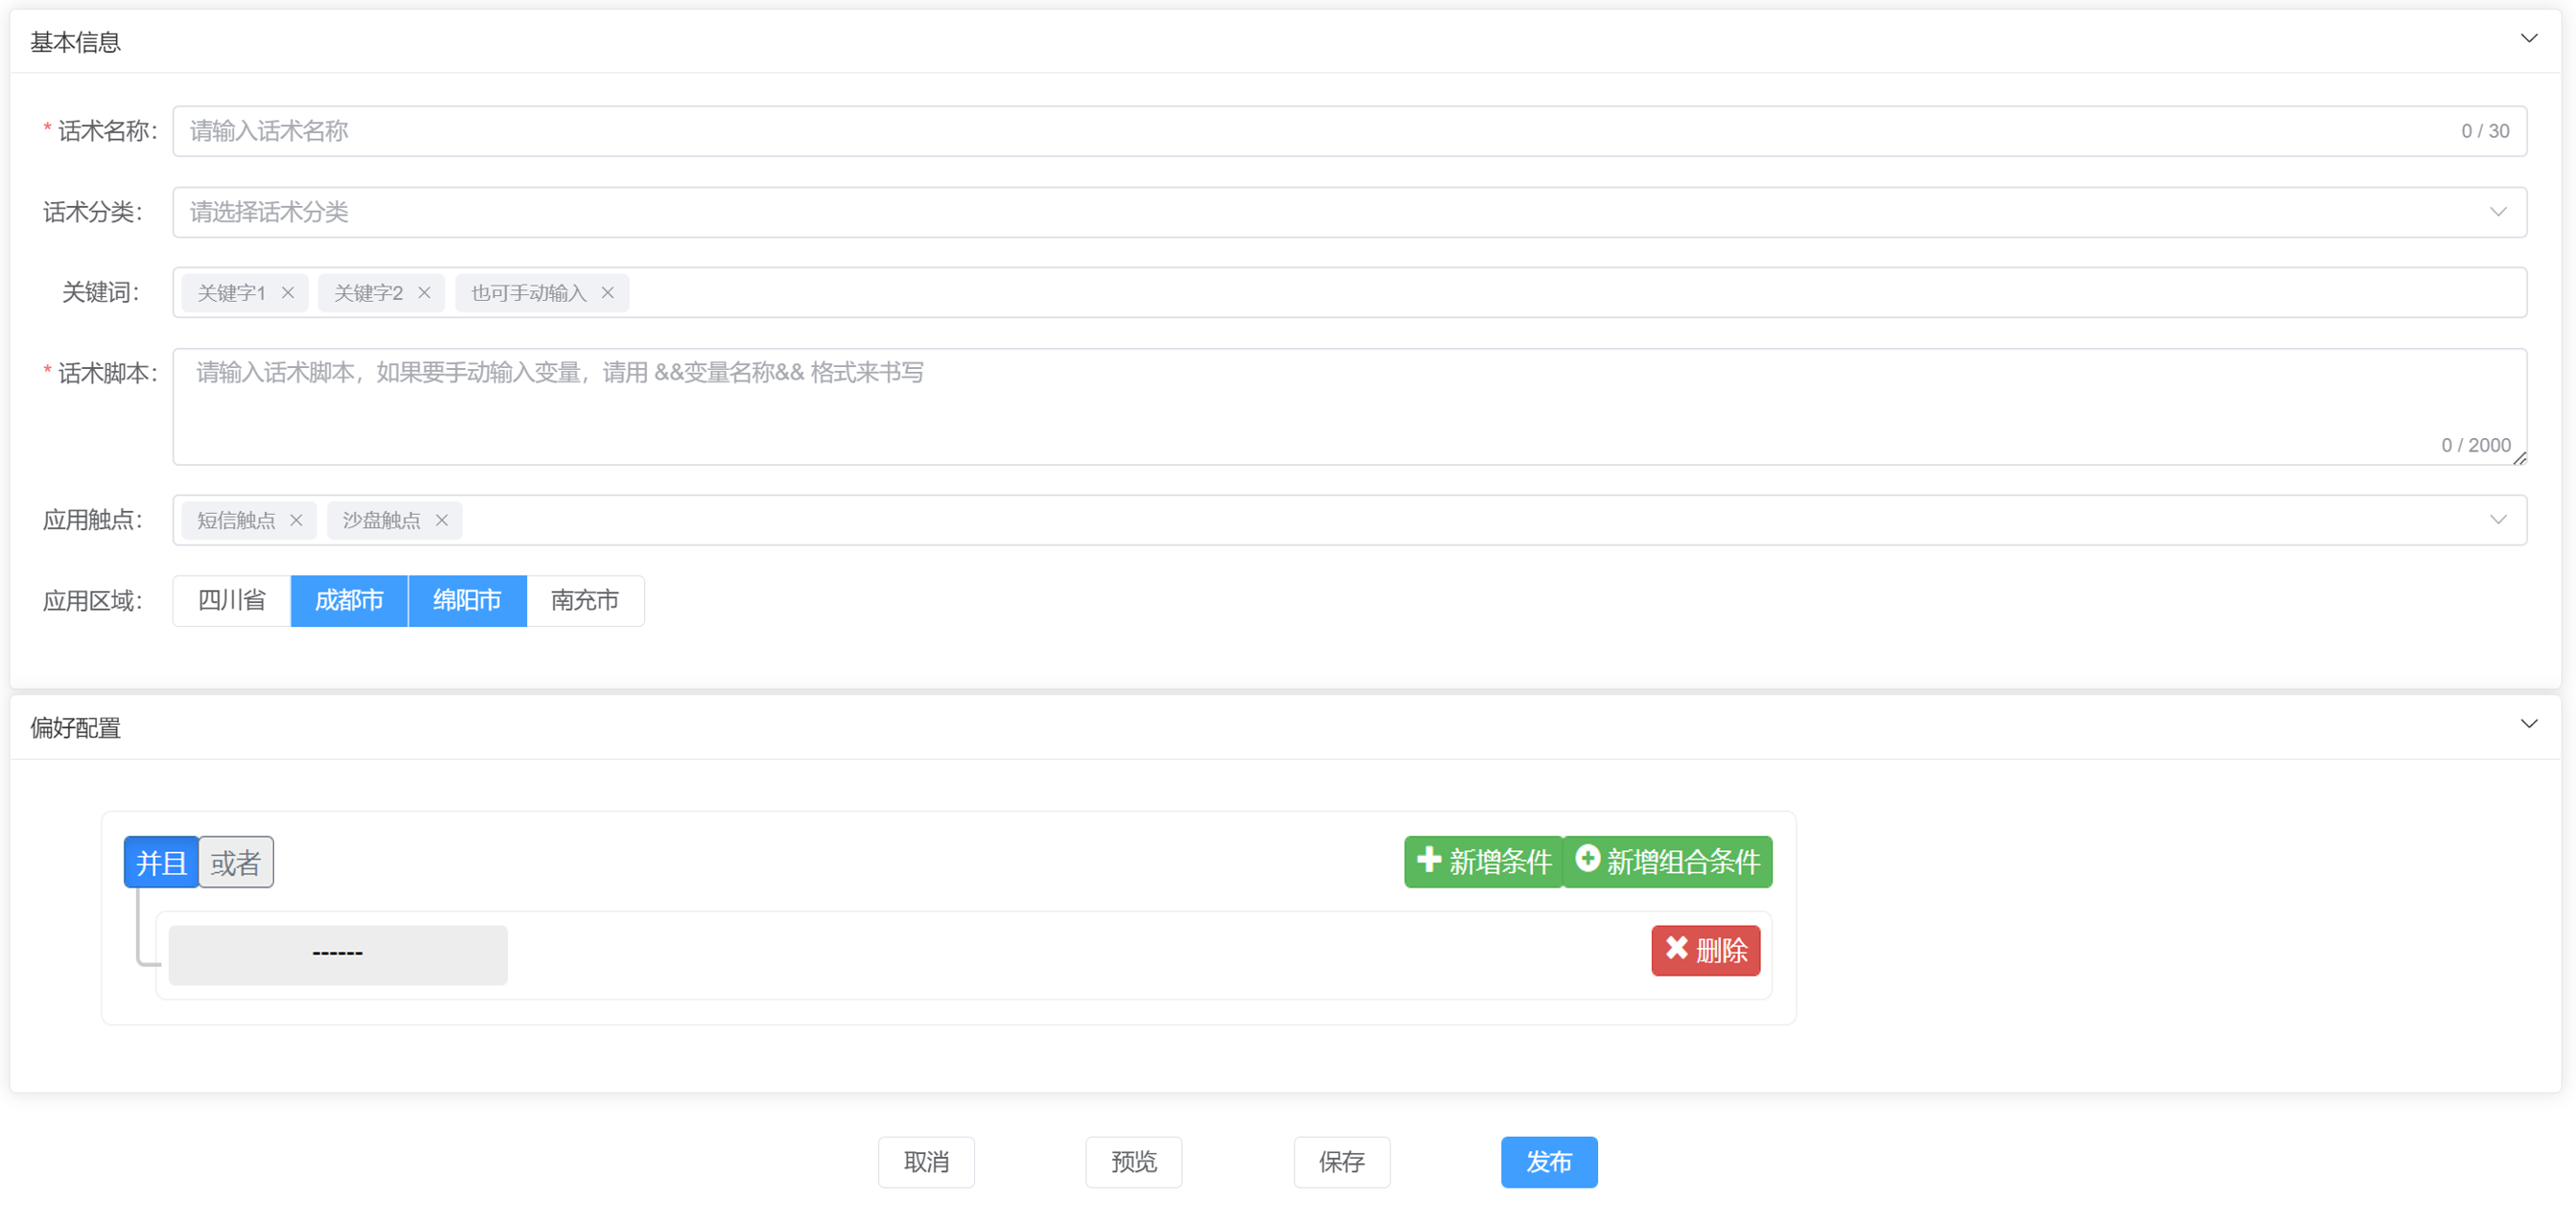 基本信息
* 话术名称： 请输入话术名称 0 / 30
话术分类： 请选择话术分类
关键词： 关键字1 × 关键字2 × 也可手动输入 ×
* 话术脚本： 请输入话术脚本，如果要手动输入变量，请用 &&变量名称&& 格式来书写
0 / 2000
应用触点： 短信触点 × 沙盘触点 ×
应用区域： 四川省 成都市 绵阳市 南充市
偏好配置
并且 或者 新增条件 新增组合条件
------ 删除
取消 预览 保存 发布